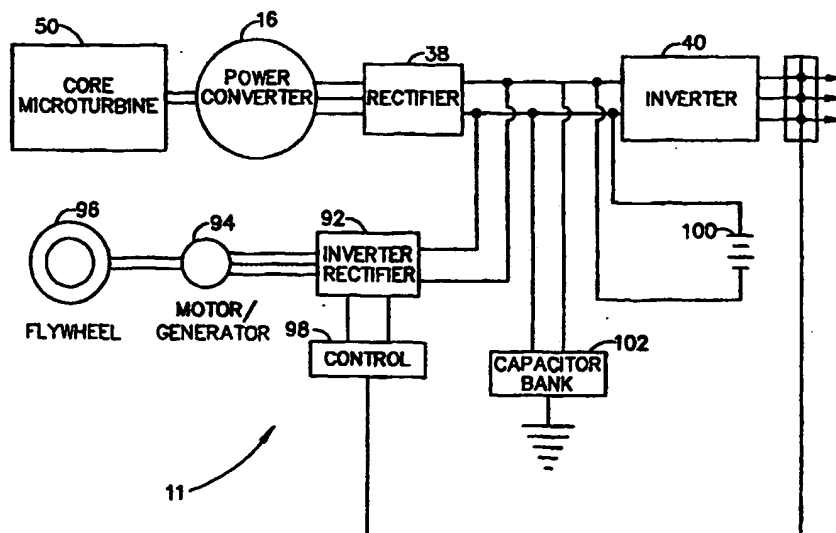 50
16
38
40
CORE
MICROTURBINE
POWER
CONVERTER
RECTIFIER
INVERTER
96
94
92
100
INVERTER
RECTIFIER
FLYWHEEL
MOTOR/
GENERATOR
98
CONTROL
102
CAPACITOR
BANK
11